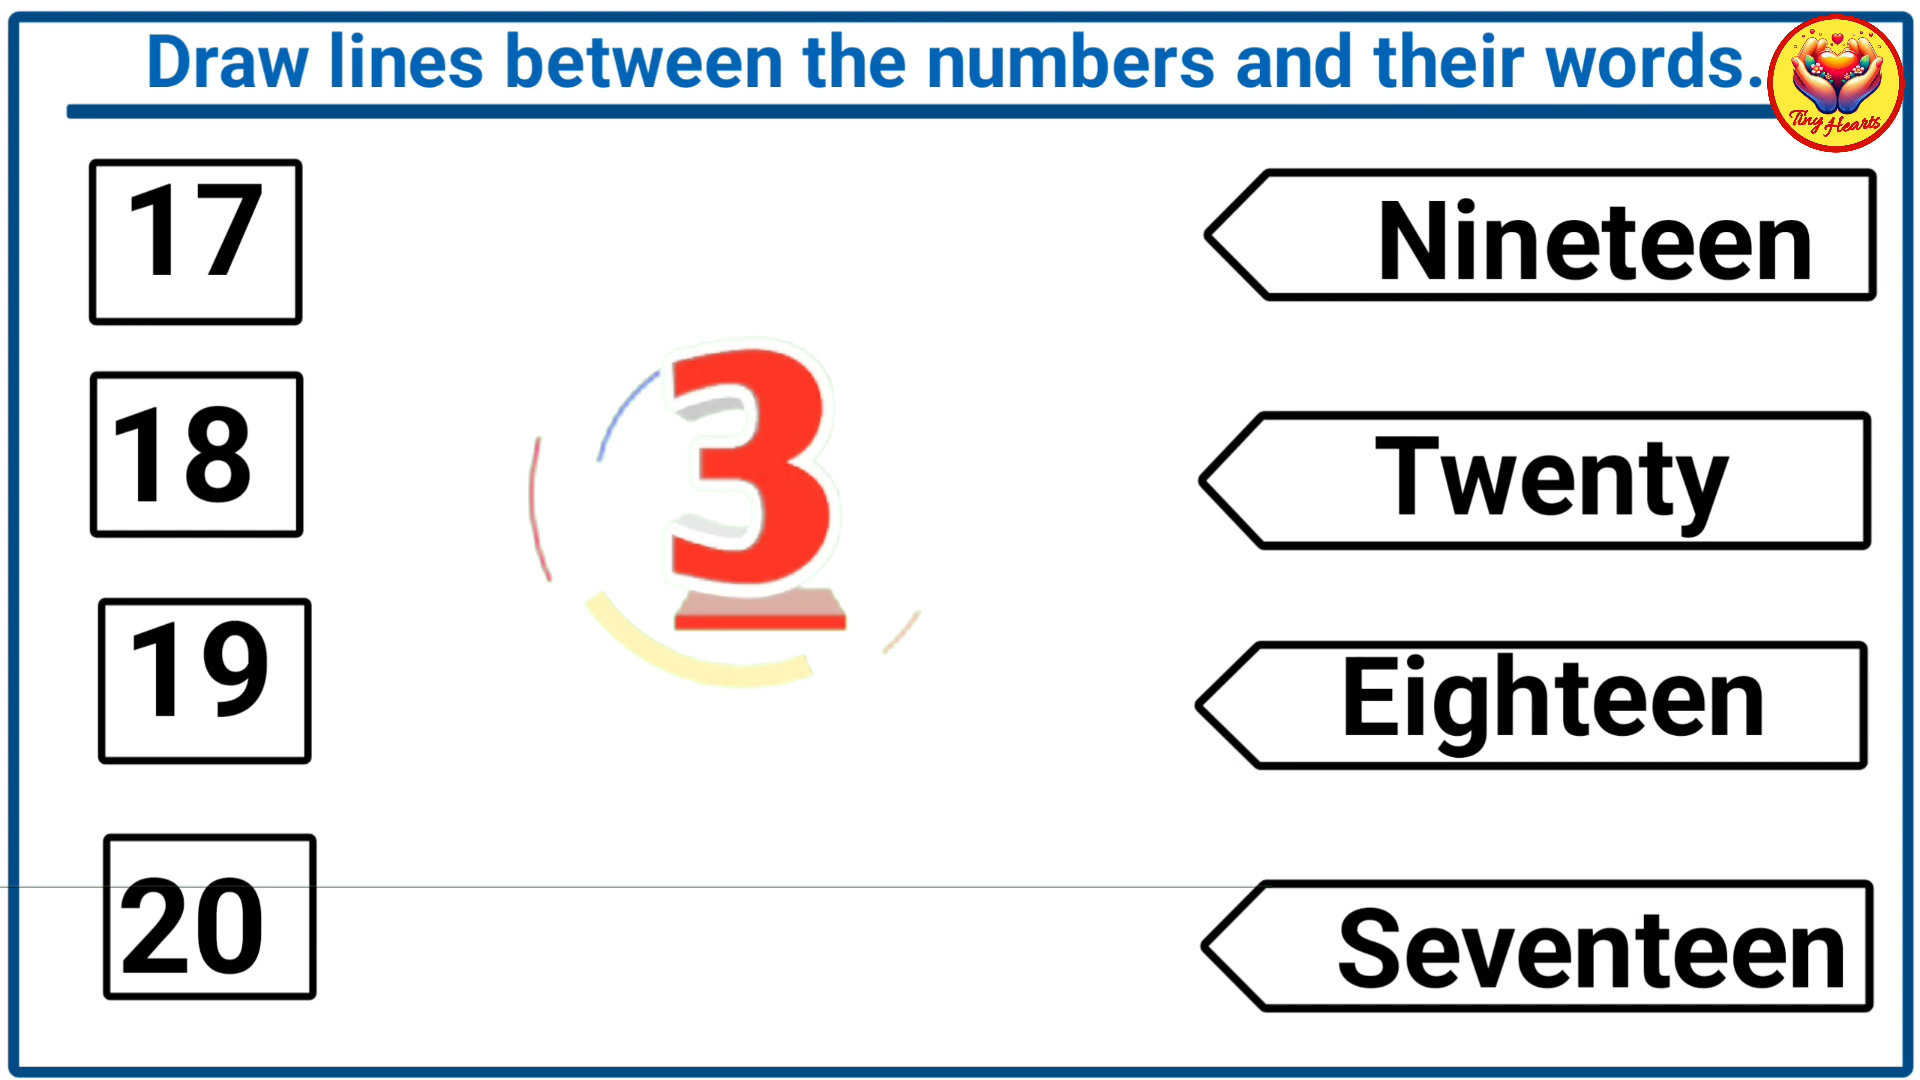 Draw lines between the numbers and their words.
Tiny Hearts
17
Nineteen
18
3
Twenty
19
Eighteen
20
Seventeen